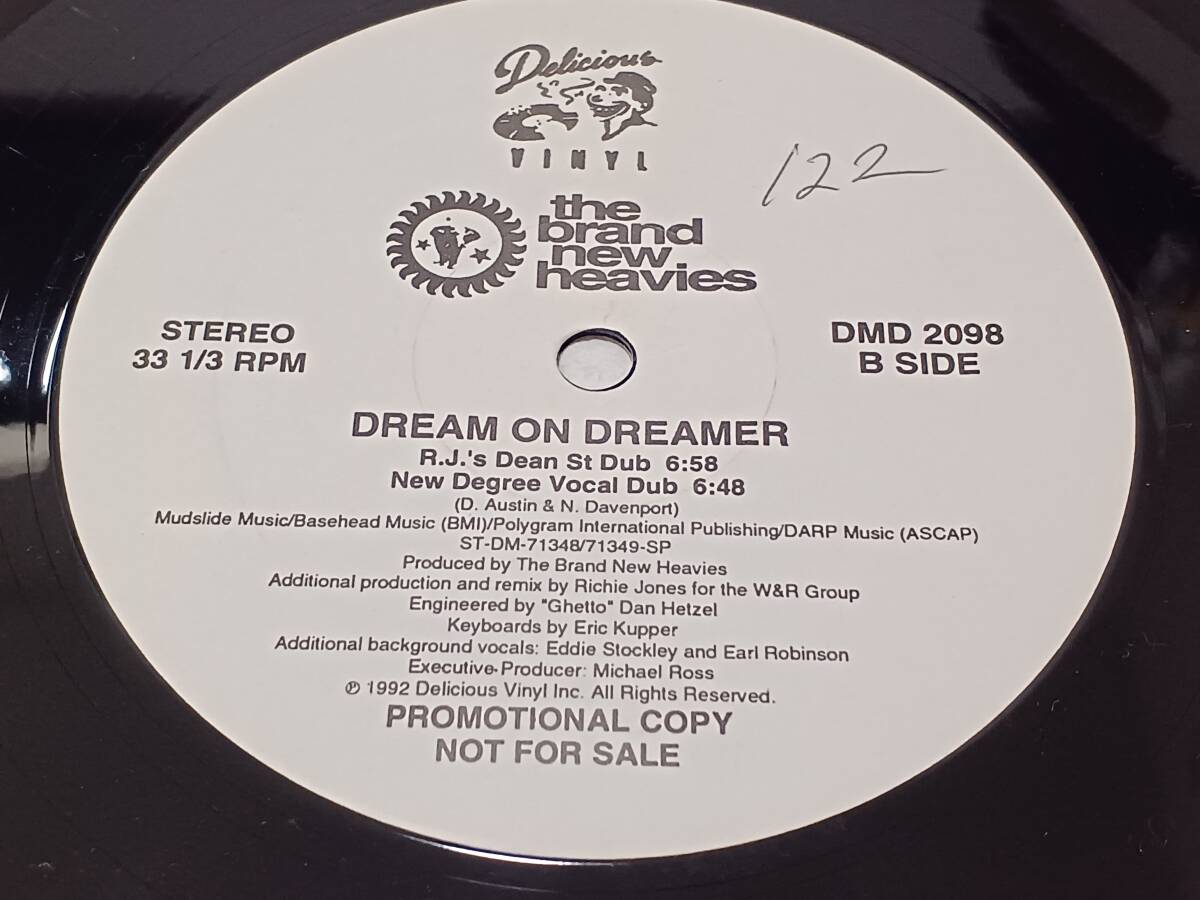 Delicious
VINYL
122
the
brand
new
heavies
STEREO
33 1/3 RPM
DMD 2098
B SIDE
DREAM ON DREAMER
R.J.'s Dean St Dub 6:58
New Degree Vocal Dub 6:48
(D. Austin & N. Davenport)
Mudslide Music/Basehead Music (BMI)/Polygram International Publishing/DARP Music (ASCAP)
ST-DM-71348/71349-SP
Produced by The Brand New Heavies
Additional production and remix by Richie Jones for the W&R Group
Engineered by "Ghetto" Dan Hetzel
Keyboards by Eric Kupper
Additional background vocals: Eddie Stockley and Earl Robinson
Executive-Producer: Michael Ross
℗ 1992 Delicious Vinyl Inc. All Rights Reserved.
PROMOTIONAL COPY
NOT FOR SALE